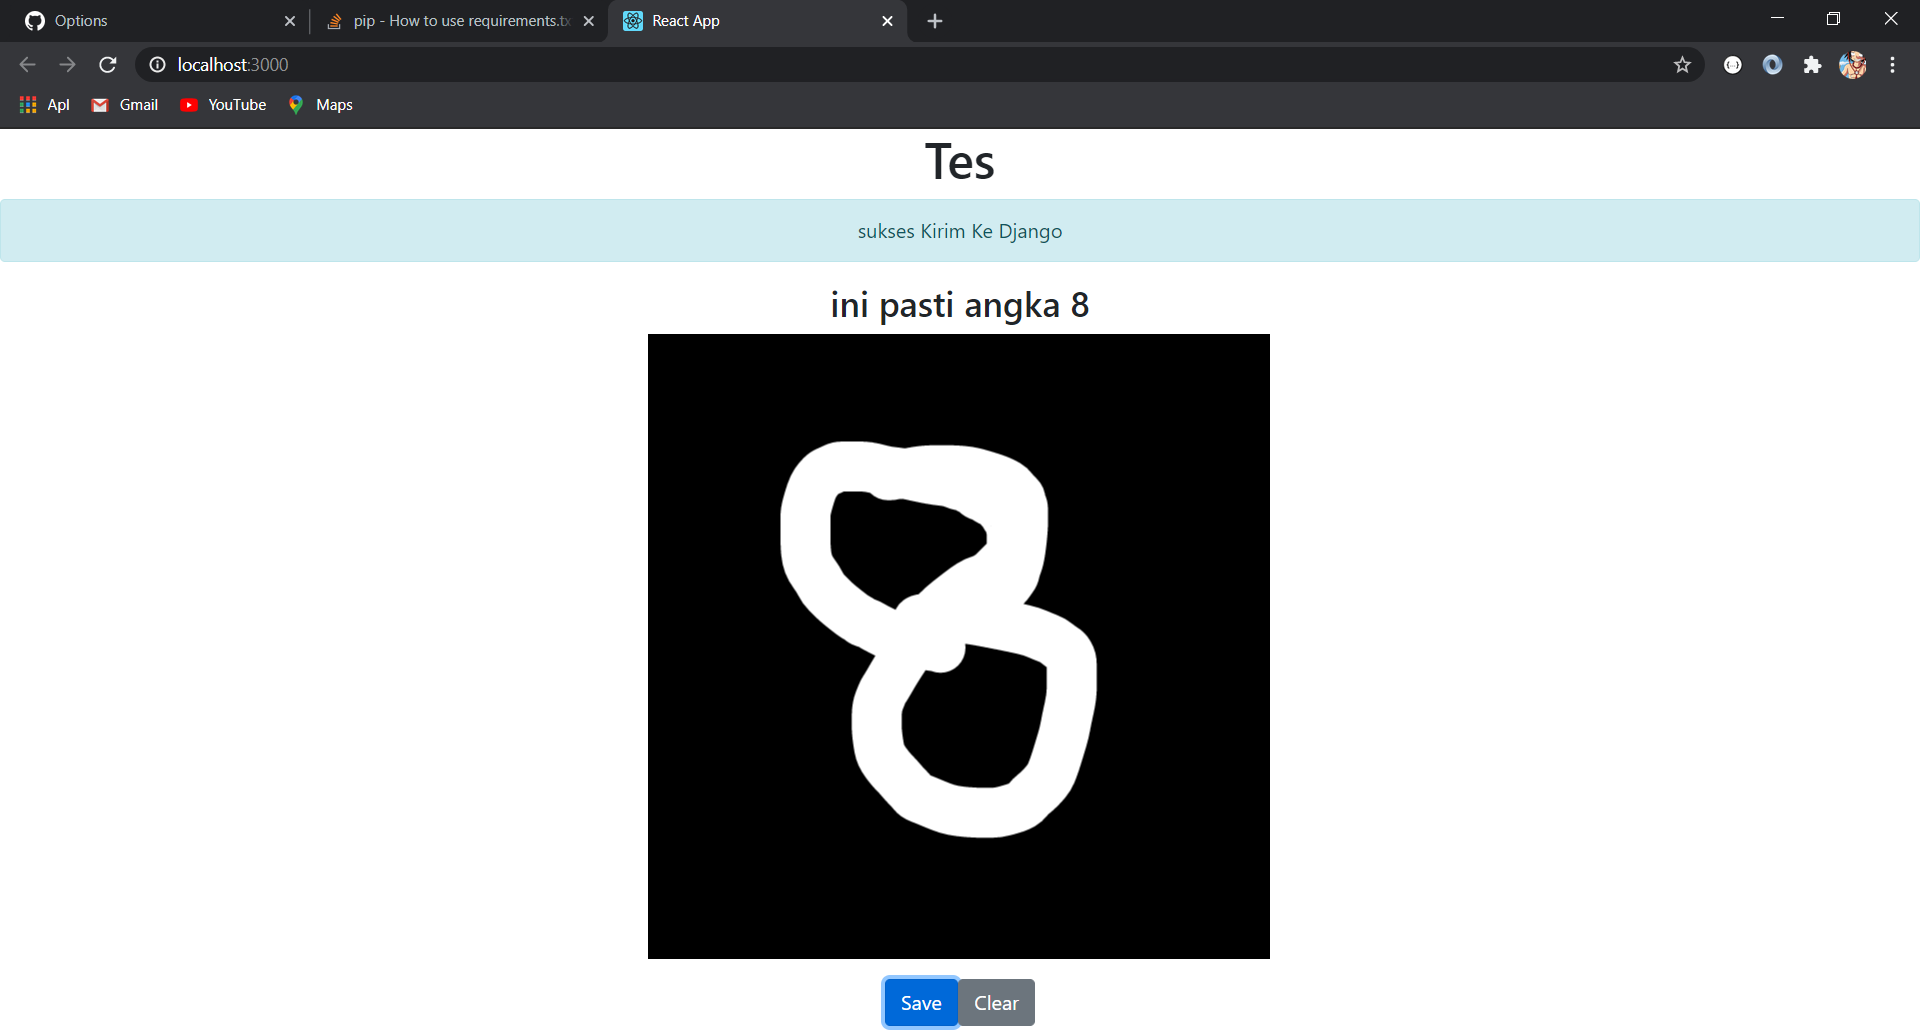 Options
pip - How to use requirements.tx
React App
localhost:3000
Apl
Gmail
YouTube
Maps
Tes
sukses Kirim Ke Django
ini pasti angka 8
8
Save
Clear